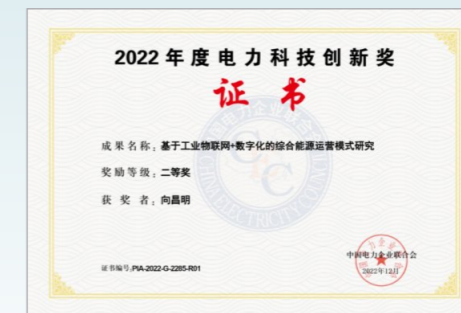 2022年度电力科技创新奖
证书
成果名称：基于工业物联网+数字化的综合能源运营模式研究
奖励等级：二等奖
获奖者：向昌明
中国电力企业联合会
证书编号:PIA-2022-G-2265-R01
2022年12月